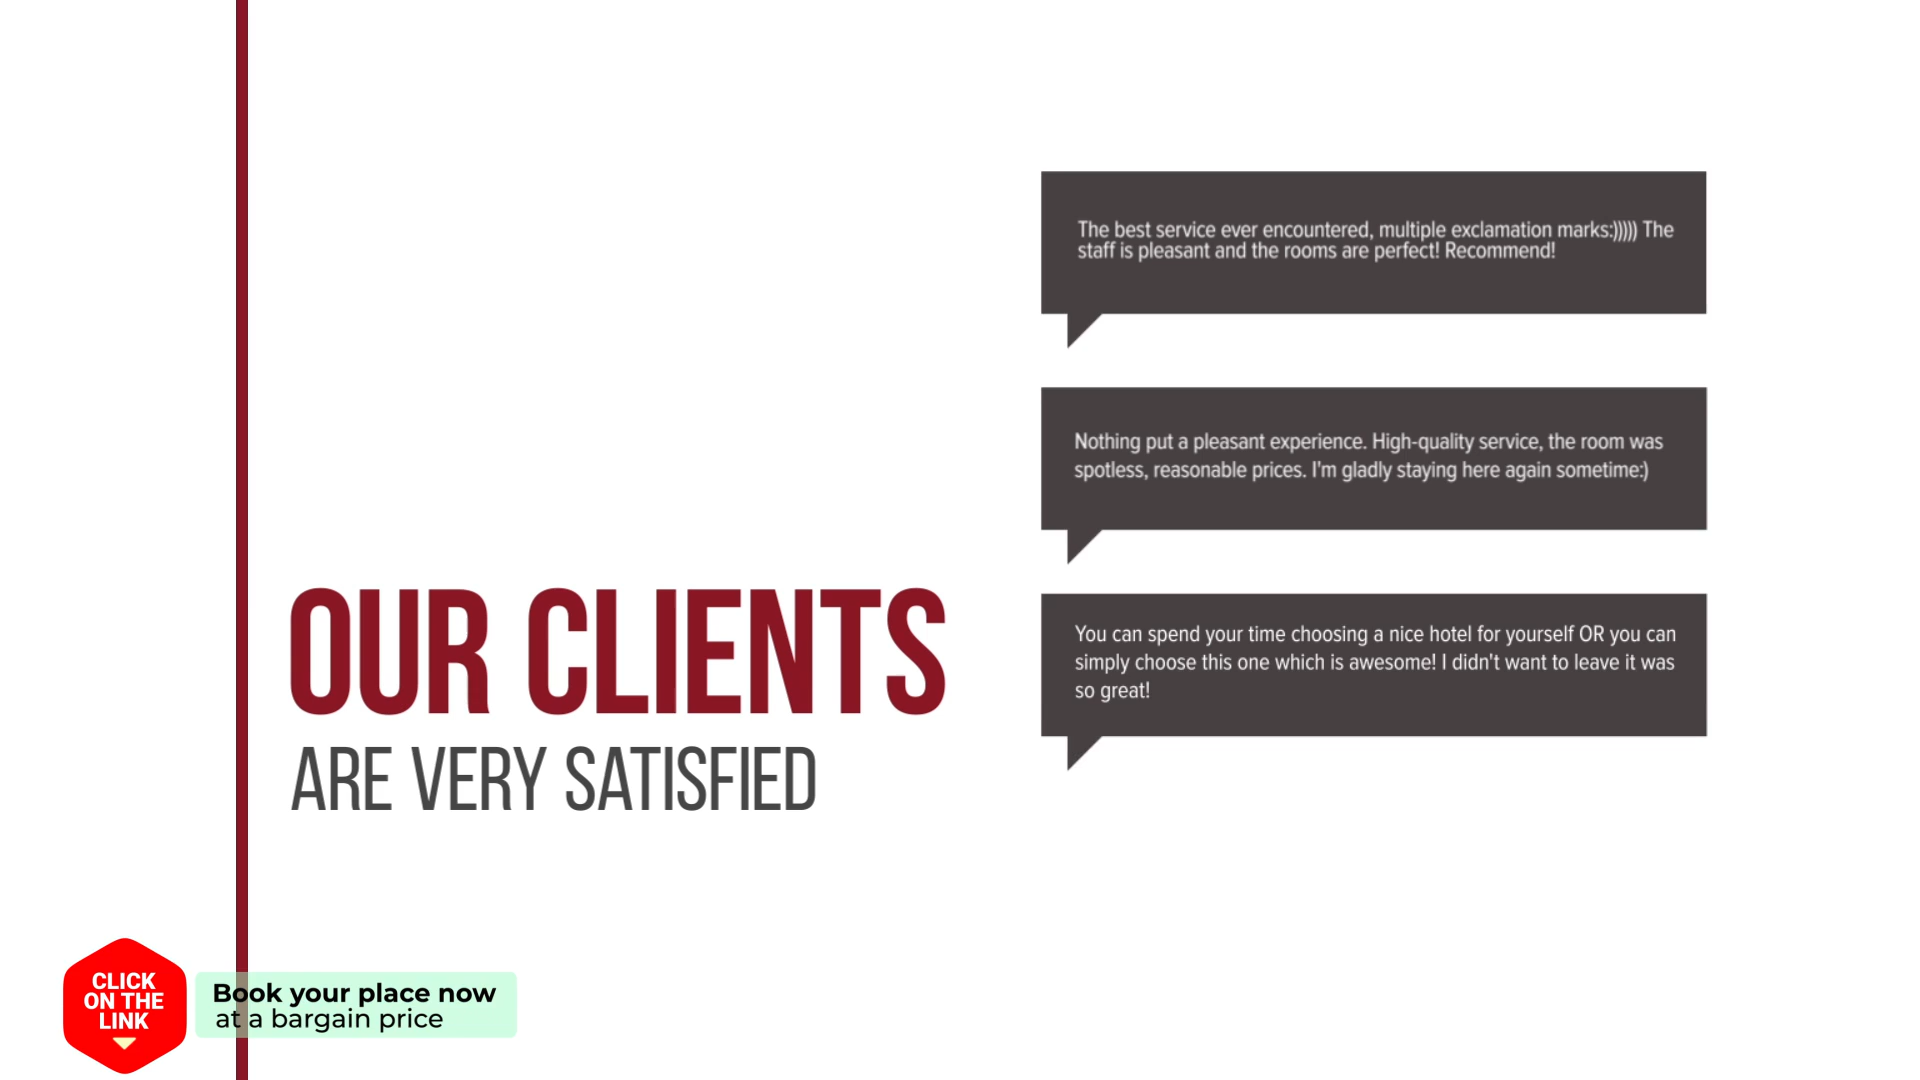 The best service ever encountered, multiple exclamation marks:))))) The
staff is pleasant and the rooms are perfect! Recommend!
Nothing put a pleasant experience. High-quality service, the room was
spotless, reasonable prices. I'm gladly staying here again sometime:)
You can spend your time choosing a nice hotel for yourself OR you can
simply choose this one which is awesome! I didn't want to leave it was
so great!
OUR CLIENTS
ARE VERY SATISFIED
CLICK
ON THE
LINK
Book your place now
at a bargain price